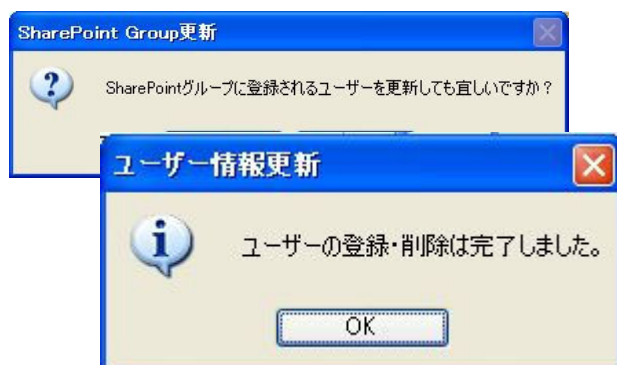 SharePoint Group更新
SharePointグループに登録されるユーザーを更新しても宜しいですか？
ユーザー情報更新
ユーザーの登録・削除は完了しました。
OK